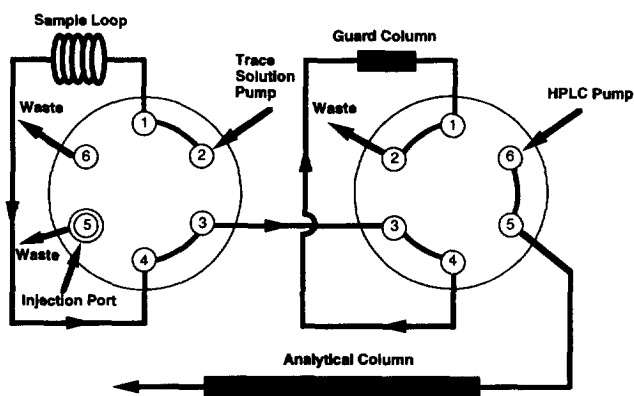 Sample Loop
Trace
Solution
Pump
Guard Column
HPLC Pump
Waste
Waste
1
2
6
5
3
4
Waste
Injection Port
1
2
6
3
5
4
Analytical Column